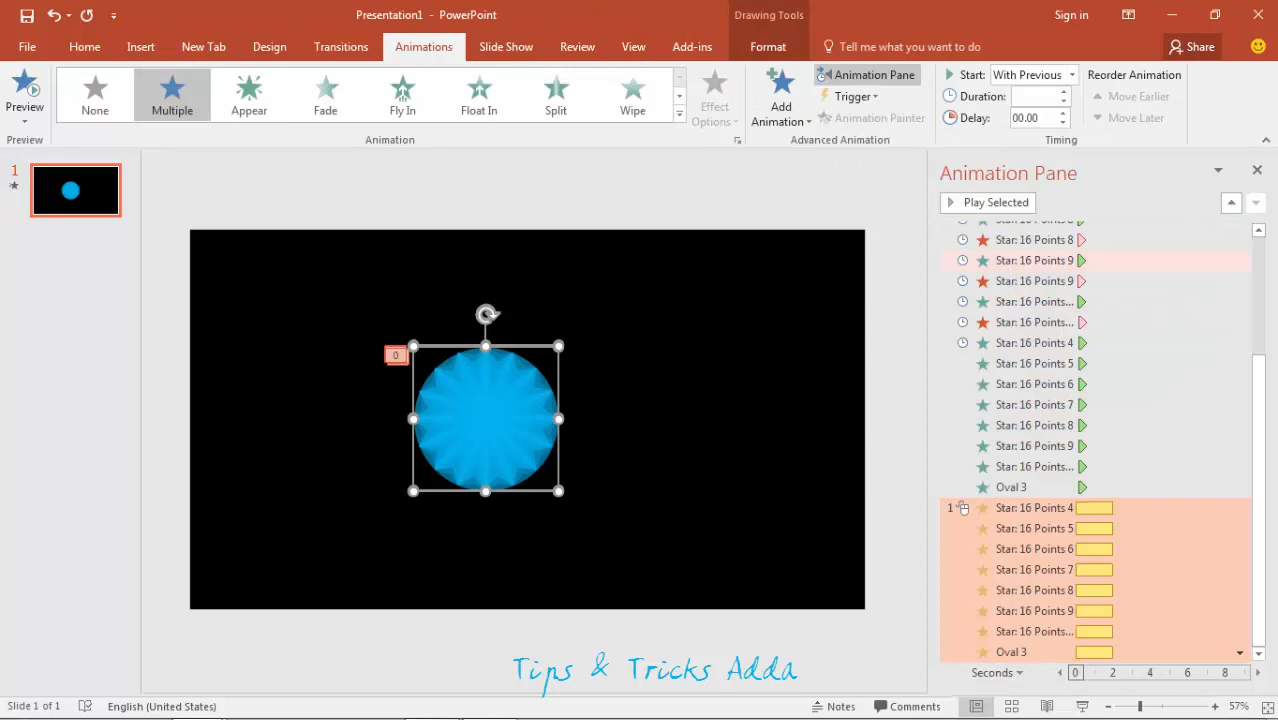 Presentation1 - PowerPoint
Drawing Tools
Sign in
File
Home
Insert
New Tab
Design
Transitions
Animations
Slide Show
Review
View
Add-ins
Format
Tell me what you want to do
Share
Preview
None
Multiple
Appear
Fade
Fly In
Float In
Split
Wipe
Effect
Options
Add
Animation
Animation Pane
Trigger
Animation Painter
Start: With Previous
Duration:
Delay: 00.00
Reorder Animation
Move Earlier
Move Later
Preview
Animation
Advanced Animation
Timing
1
0
Animation Pane
Play Selected
Star: 16 Points 8
Star: 16 Points 9
Star: 16 Points 9
Star: 16 Points...
Star: 16 Points...
Star: 16 Points 4
Star: 16 Points 5
Star: 16 Points 6
Star: 16 Points 7
Star: 16 Points 8
Star: 16 Points 9
Star: 16 Points...
Oval 3
1 Star: 16 Points 4
Star: 16 Points 5
Star: 16 Points 6
Star: 16 Points 7
Star: 16 Points 8
Star: 16 Points 9
Star: 16 Points...
Oval 3
Seconds 0 2 4 6 8
Tips & Tricks Adda
Slide 1 of 1
English (United States)
Notes
Comments
57%